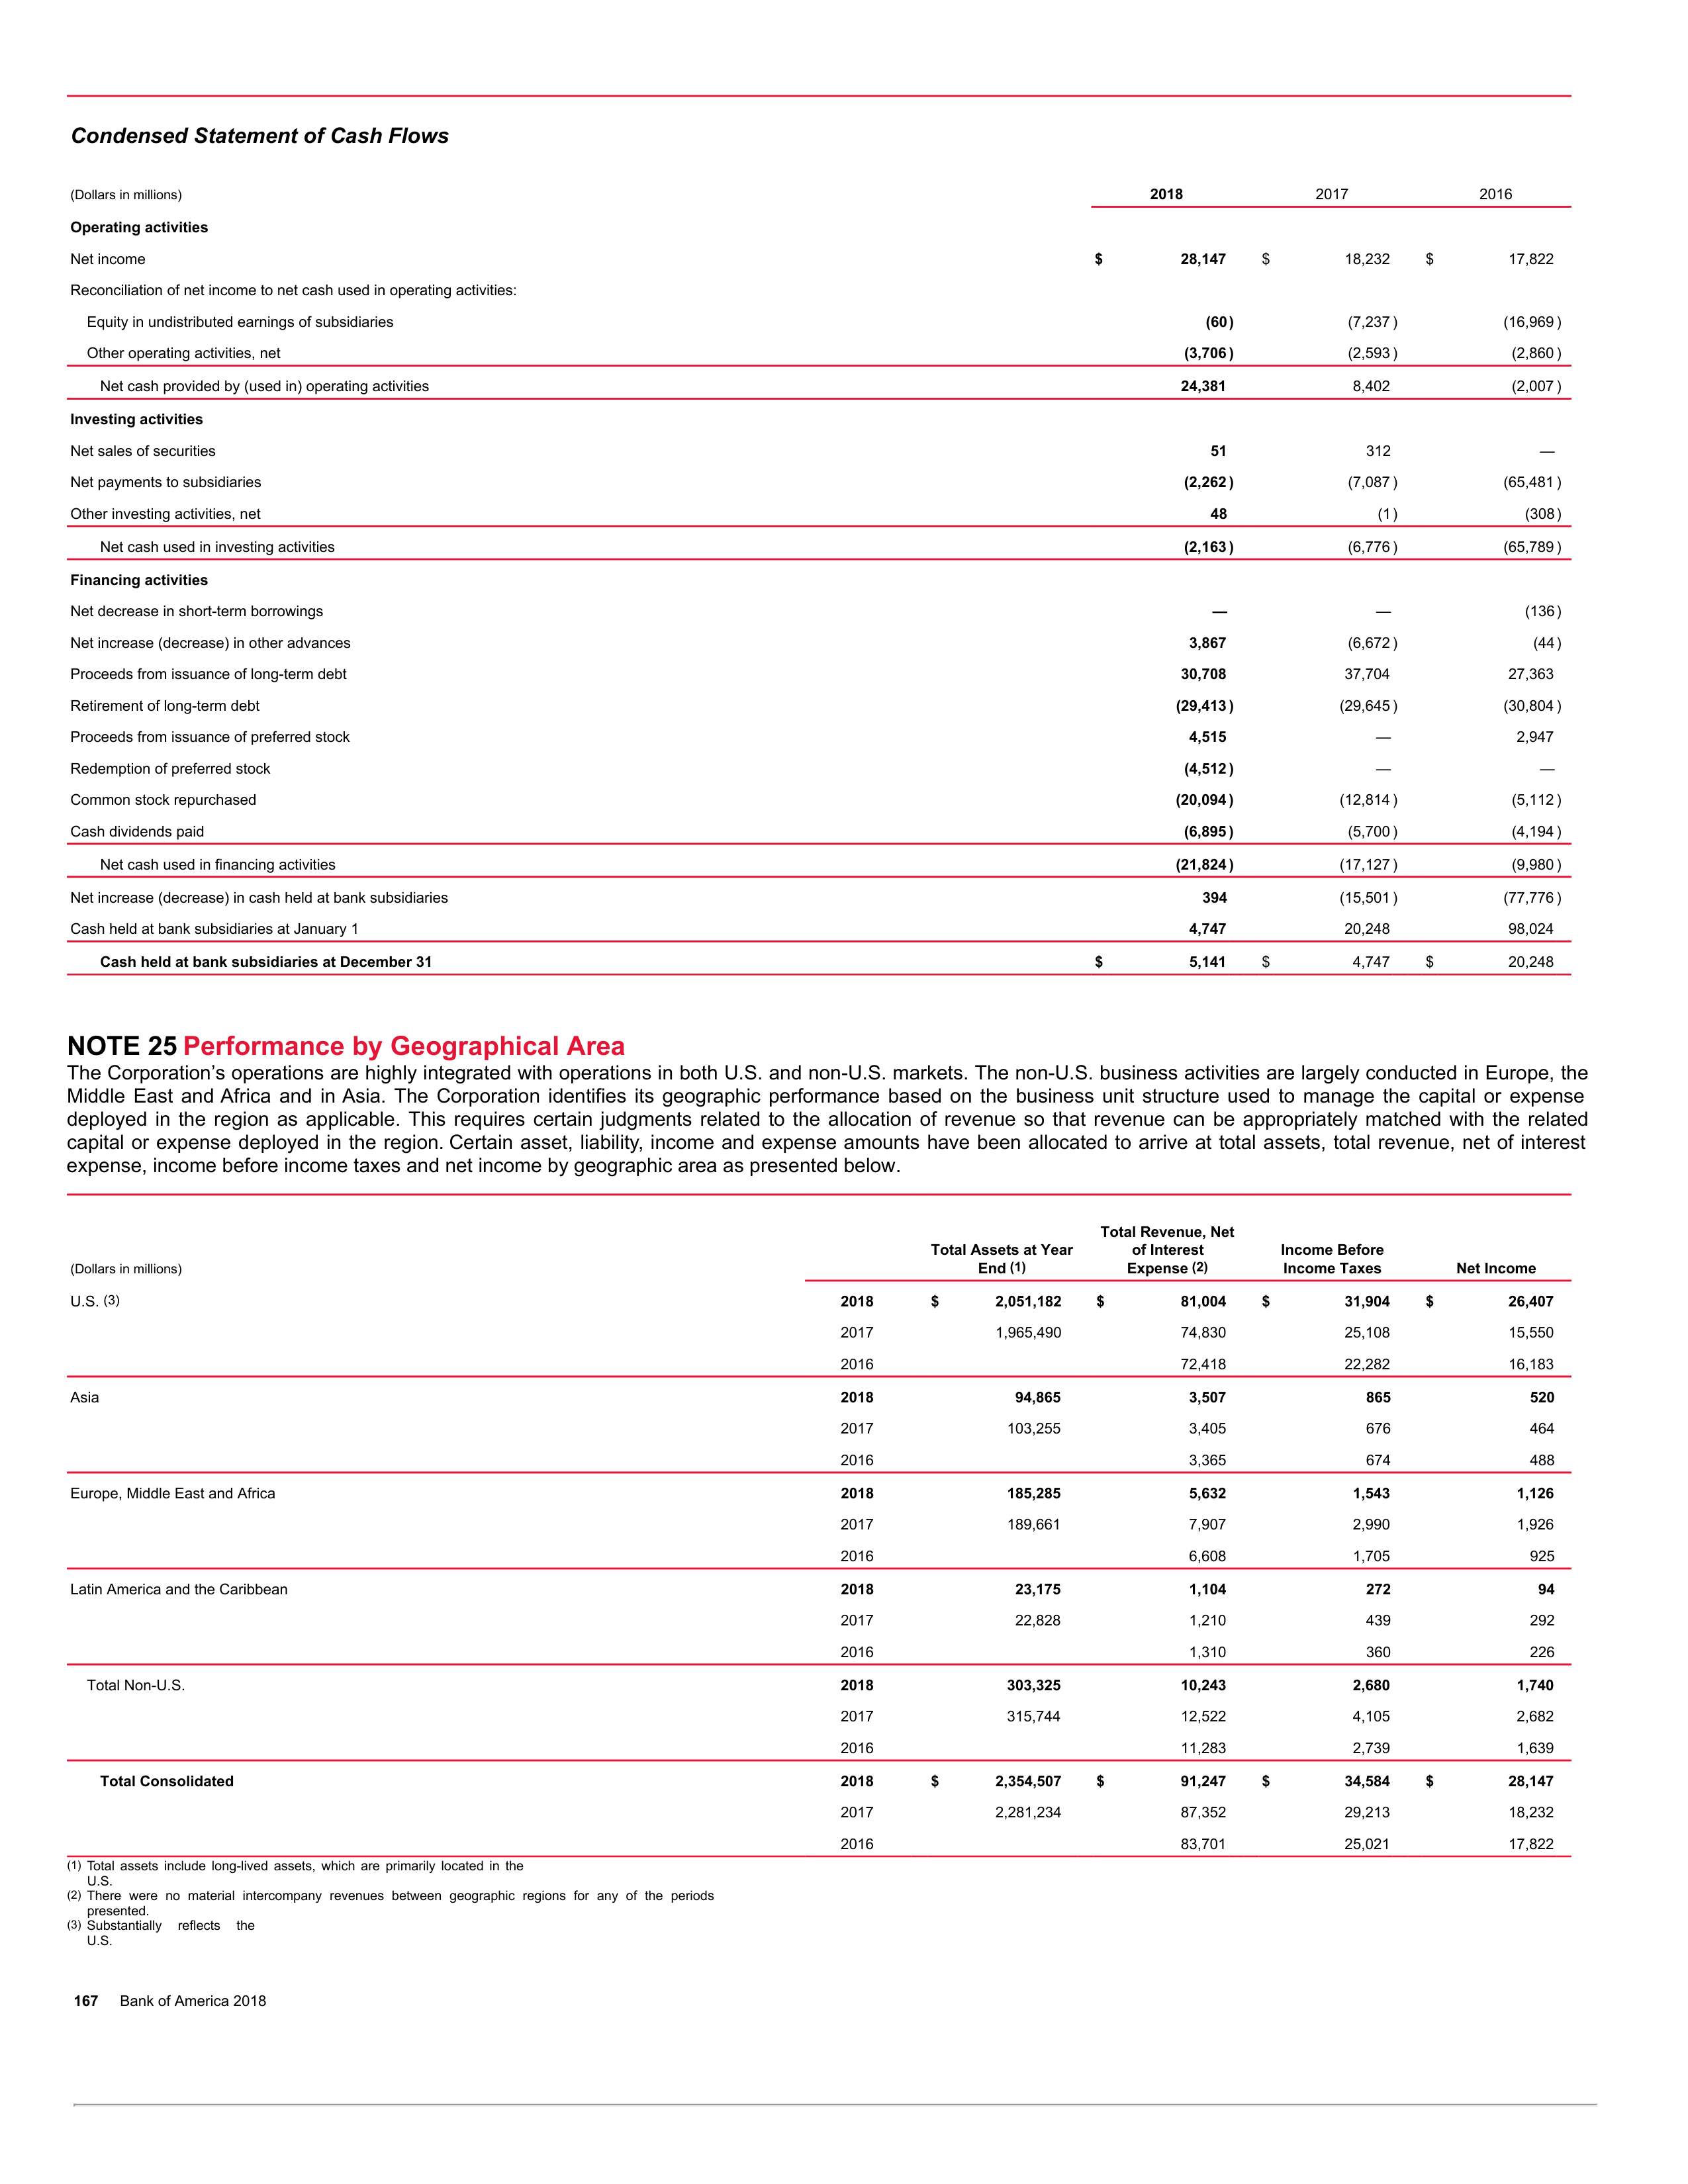 Condensed Statement of Cash Flows
(Dollars in millions) 2018 2017 2016
Operating activities
Net income $ 28,147 $ 18,232 $ 17,822
Reconciliation of net income to net cash used in operating activities:
Equity in undistributed earnings of subsidiaries (60) (7,237) (16,969)
Other operating activities, net (3,706) (2,593) (2,860)
Net cash provided by (used in) operating activities 24,381 8,402 (2,007)
Investing activities
Net sales of securities 51 312 —
Net payments to subsidiaries (2,262) (7,087) (65,481)
Other investing activities, net 48 (1) (308)
Net cash used in investing activities (2,163) (6,776) (65,789)
Financing activities
Net decrease in short-term borrowings — — (136)
Net increase (decrease) in other advances 3,867 (6,672) (44)
Proceeds from issuance of long-term debt 30,708 37,704 27,363
Retirement of long-term debt (29,413) (29,645) (30,804)
Proceeds from issuance of preferred stock 4,515 — 2,947
Redemption of preferred stock (4,512) — —
Common stock repurchased (20,094) (12,814) (5,112)
Cash dividends paid (6,895) (5,700) (4,194)
Net cash used in financing activities (21,824) (17,127) (9,980)
Net increase (decrease) in cash held at bank subsidiaries 394 (15,501) (77,776)
Cash held at bank subsidiaries at January 1 4,747 20,248 98,024
Cash held at bank subsidiaries at December 31 $ 5,141 $ 4,747 $ 20,248
NOTE 25 Performance by Geographical Area
The Corporation's operations are highly integrated with operations in both U.S. and non-U.S. markets. The non-U.S. business activities are largely conducted in Europe, the
Middle East and Africa and in Asia. The Corporation identifies its geographic performance based on the business unit structure used to manage the capital or expense
deployed in the region as applicable. This requires certain judgments related to the allocation of revenue so that revenue can be appropriately matched with the related
capital or expense deployed in the region. Certain asset, liability, income and expense amounts have been allocated to arrive at total assets, total revenue, net of interest
expense, income before income taxes and net income by geographic area as presented below.
Total Revenue, Net
Total Assets at Year of Interest Income Before
(Dollars in millions) End (1) Expense (2) Income Taxes Net Income
U.S. (3) 2018 $ 2,051,182 $ 81,004 $ 31,904 $ 26,407
2017 1,965,490 74,830 25,108 15,550
2016 72,418 22,282 16,183
Asia 2018 94,865 3,507 865 520
2017 103,255 3,405 676 464
2016 3,365 674 488
Europe, Middle East and Africa 2018 185,285 5,632 1,543 1,126
2017 189,661 7,907 2,990 1,926
2016 6,608 1,705 925
Latin America and the Caribbean 2018 23,175 1,104 272 94
2017 22,828 1,210 439 292
2016 1,310 360 226
Total Non-U.S. 2018 303,325 10,243 2,680 1,740
2017 315,744 12,522 4,105 2,682
2016 11,283 2,739 1,639
Total Consolidated 2018 $ 2,354,507 $ 91,247 $ 34,584 $ 28,147
2017 2,281,234 87,352 29,213 18,232
2016 83,701 25,021 17,822
(1) Total assets include long-lived assets, which are primarily located in the
U.S.
(2) There were no material intercompany revenues between geographic regions for any of the periods
presented.
(3) Substantially reflects the
U.S.
167 Bank of America 2018